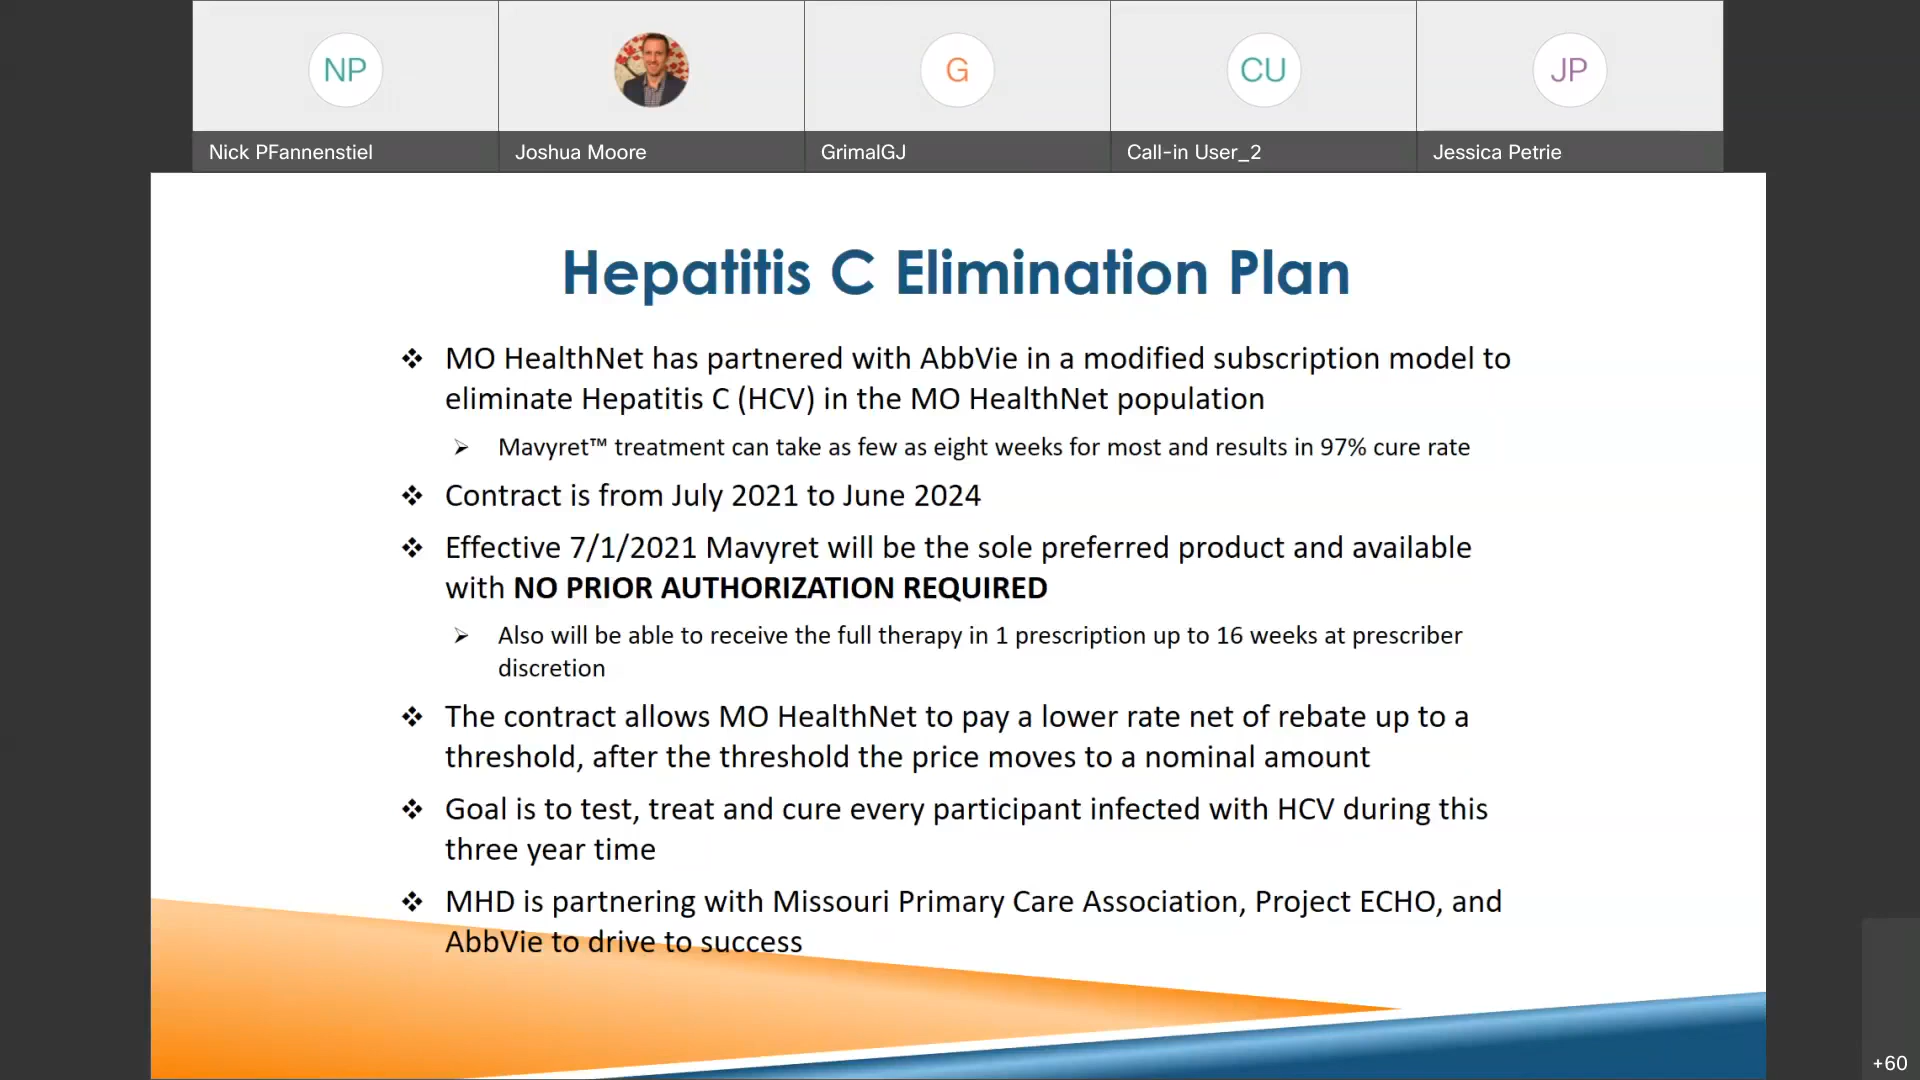 NP
G
CU
JP
Nick PFannenstiel
Joshua Moore
GrimalGJ
Call-in User_2
Jessica Petrie
Hepatitis C Elimination Plan
❖ MO HealthNet has partnered with AbbVie in a modified subscription model to
eliminate Hepatitis C (HCV) in the MO HealthNet population
➢ Mavyret™ treatment can take as few as eight weeks for most and results in 97% cure rate
❖ Contract is from July 2021 to June 2024
❖ Effective 7/1/2021 Mavyret will be the sole preferred product and available
with NO PRIOR AUTHORIZATION REQUIRED
➢ Also will be able to receive the full therapy in 1 prescription up to 16 weeks at prescriber
discretion
❖ The contract allows MO HealthNet to pay a lower rate net of rebate up to a
threshold, after the threshold the price moves to a nominal amount
❖ Goal is to test, treat and cure every participant infected with HCV during this
three year time
❖ MHD is partnering with Missouri Primary Care Association, Project ECHO, and
AbbVie to drive to success
+60